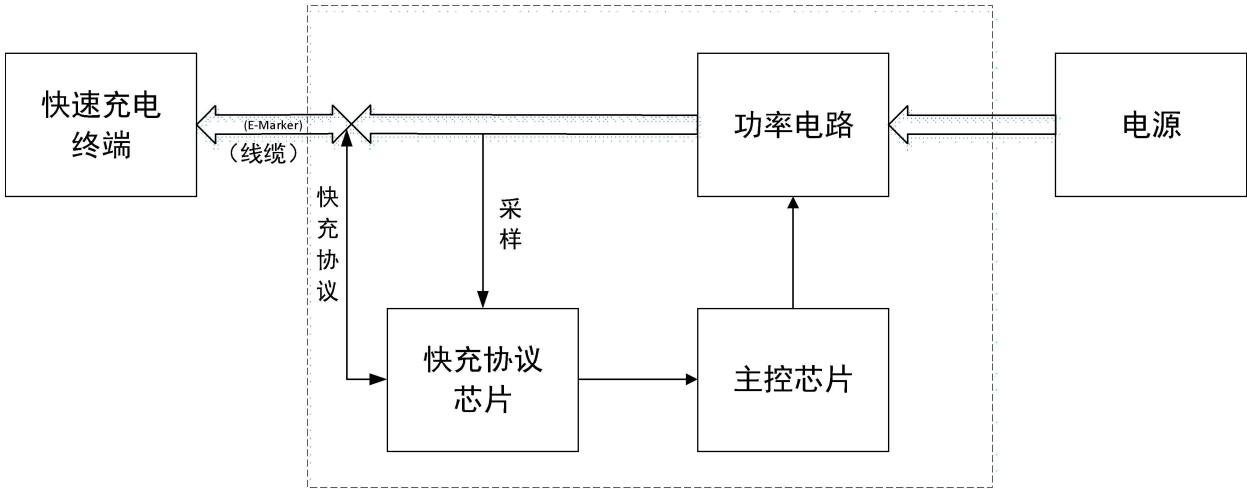 快速充电
终端
(E-Marker)
（线缆）
功率电路
电源
快
充
协
议
采
样
快充协议
芯片
主控芯片